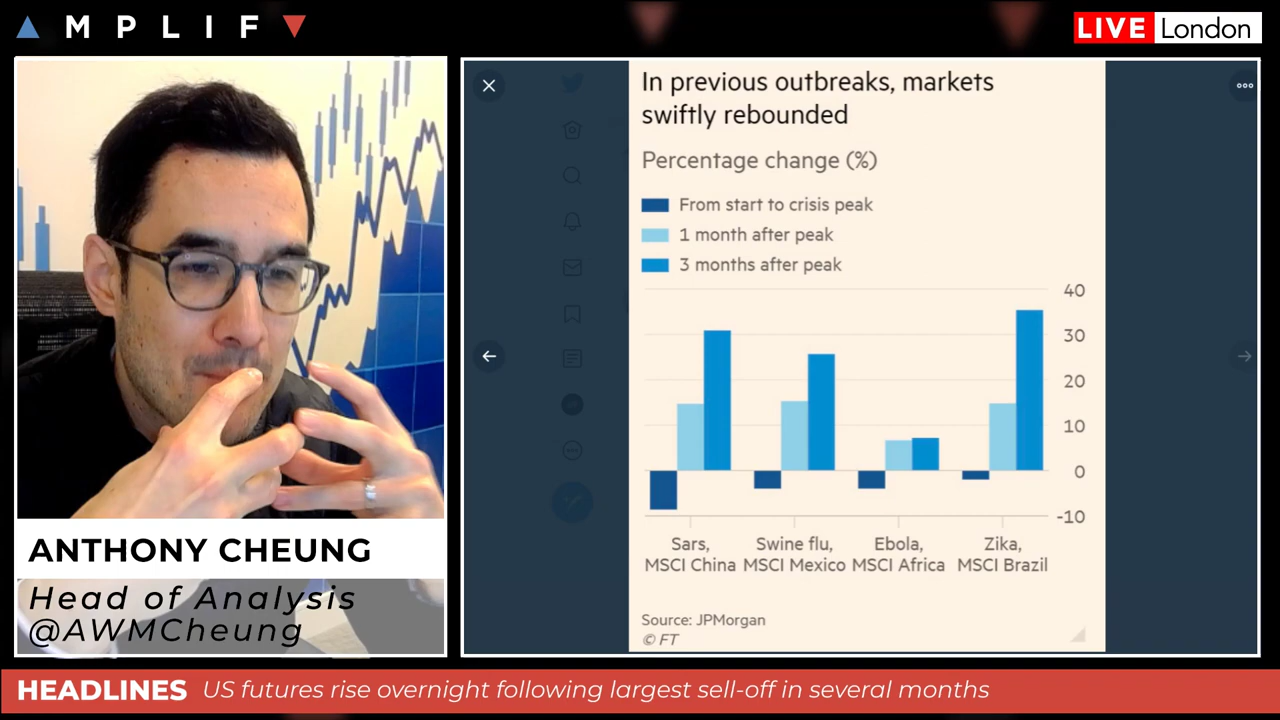 AMPLIFY
LIVE London
In previous outbreaks, markets
swiftly rebounded
Percentage change (%)
From start to crisis peak
1 month after peak
3 months after peak
40
30
20
10
0
-10
Sars,
MSCI China
Swine flu,
MSCI Mexico
Ebola,
MSCI Africa
Zika,
MSCI Brazil
Source: JPMorgan
© FT
ANTHONY CHEUNG
Head of Analysis
@AWMCheung
HEADLINES US futures rise overnight following largest sell-off in several months